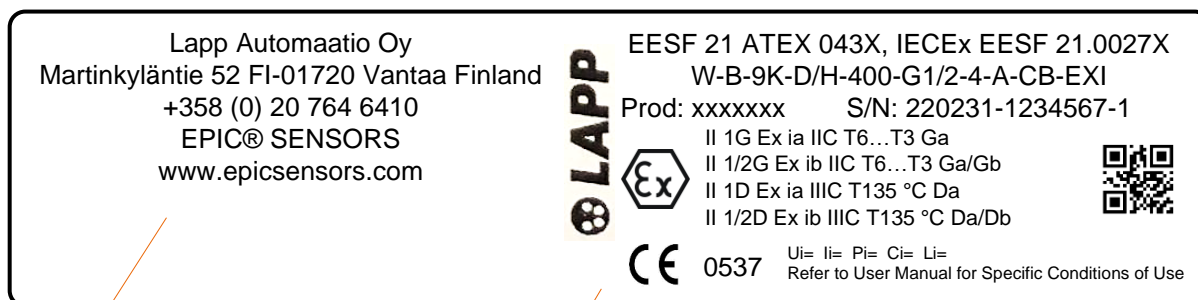 Lapp Automaatio Oy
Martinkyläntie 52 FI-01720 Vantaa Finland
+358 (0) 20 764 6410
EPIC® SENSORS
www.epicsensors.com
LAPP
EESF 21 ATEX 043X, IECEx EESF 21.0027X
W-B-9K-D/H-400-G1/2-4-A-CB-EXI
Prod: xxxxxxx S/N: 220231-1234567-1
II 1G Ex ia IIC T6…T3 Ga
II 1/2G Ex ib IIC T6…T3 Ga/Gb
II 1D Ex ia IIIC T135 °C Da
II 1/2D Ex ib IIIC T135 °C Da/Db
Ex
CE 0537
Ui= Ii= Pi= Ci= Li=
Refer to User Manual for Specific Conditions of Use